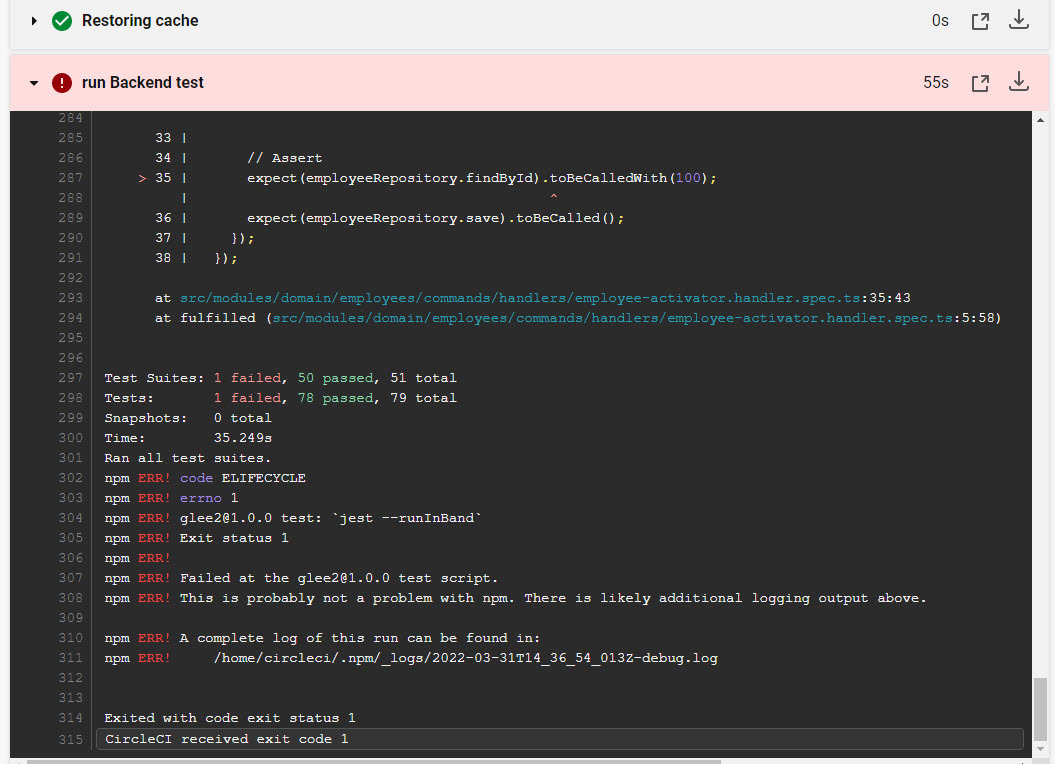 Restoring cache 0s
run Backend test 55s
284
285 33 |
286 34 | // Assert
287 > 35 | expect(employeeRepository.findById).toBeCalledWith(100);
288 | ^
289 36 | expect(employeeRepository.save).toBeCalled();
290 37 | });
291 38 | });
292
293 at src/modules/domain/employees/commands/handlers/employee-activator.handler.spec.ts:35:43
294 at fulfilled (src/modules/domain/employees/commands/handlers/employee-activator.handler.spec.ts:5:58)
295
296
297 Test Suites: 1 failed, 50 passed, 51 total
298 Tests: 1 failed, 78 passed, 79 total
299 Snapshots: 0 total
300 Time: 35.249s
301 Ran all test suites.
302 npm ERR! code ELIFECYCLE
303 npm ERR! errno 1
304 npm ERR! glee2@1.0.0 test: `jest --runInBand`
305 npm ERR! Exit status 1
306 npm ERR!
307 npm ERR! Failed at the glee2@1.0.0 test script.
308 npm ERR! This is probably not a problem with npm. There is likely additional logging output above.
309
310 npm ERR! A complete log of this run can be found in:
311 npm ERR! /home/circleci/.npm/_logs/2022-03-31T14_36_54_013Z-debug.log
312
313
314 Exited with code exit status 1
315 CircleCI received exit code 1